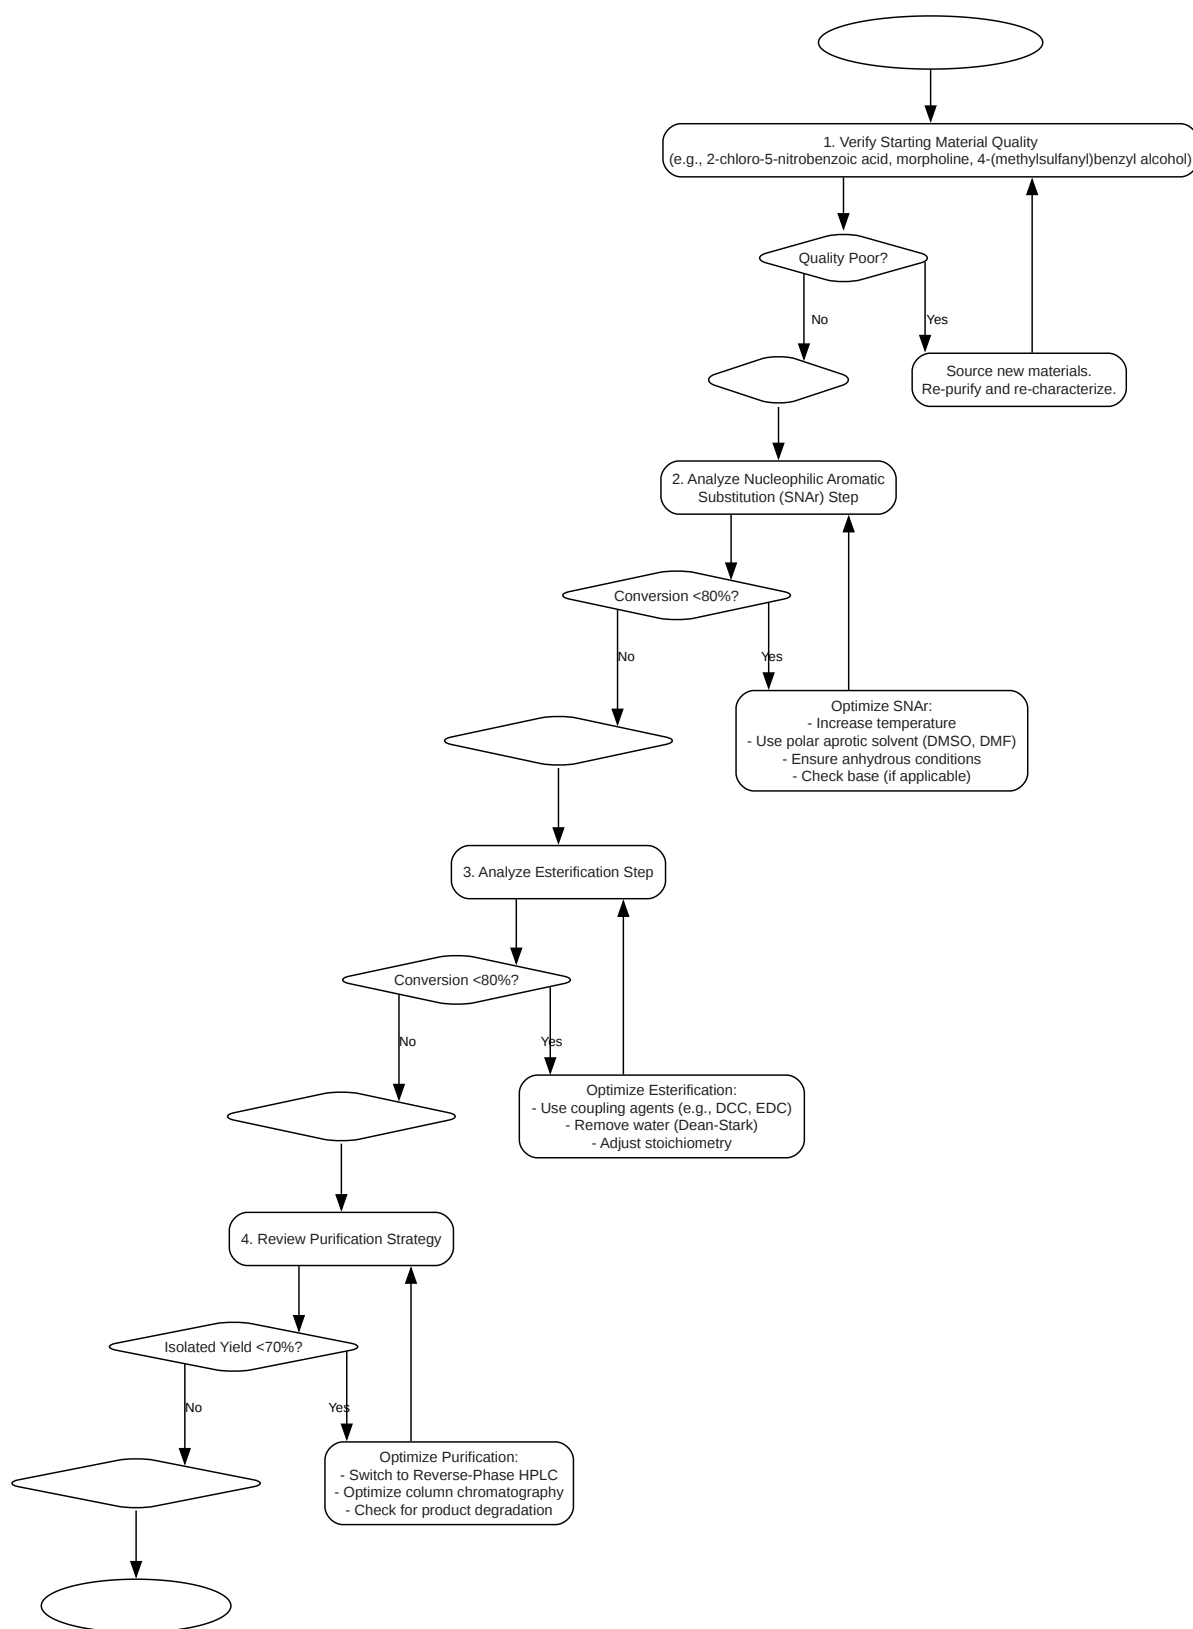 1. Verify Starting Material Quality
(e.g., 2-chloro-5-nitrobenzoic acid, morpholine, 4-(methylsulfanyl)benzyl alcohol)
Quality Poor?
No
Yes
Source new materials.
Re-purify and re-characterize.
2. Analyze Nucleophilic Aromatic
Substitution (SNAr) Step
Conversion <80%?
No
Yes
Optimize SNAr:
- Increase temperature
- Use polar aprotic solvent (DMSO, DMF)
- Ensure anhydrous conditions
- Check base (if applicable)
3. Analyze Esterification Step
Conversion <80%?
No
Yes
Optimize Esterification:
- Use coupling agents (e.g., DCC, EDC)
- Remove water (Dean-Stark)
- Adjust stoichiometry
4. Review Purification Strategy
Isolated Yield <70%?
No
Yes
Optimize Purification:
- Switch to Reverse-Phase HPLC
- Optimize column chromatography
- Check for product degradation